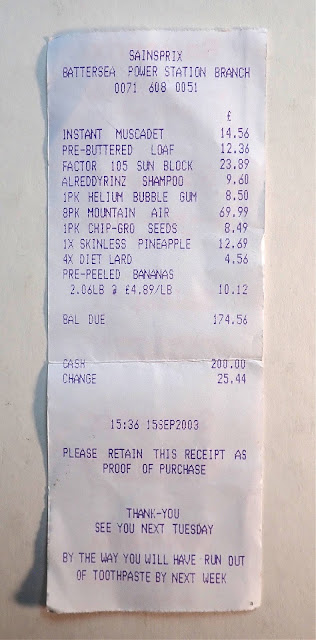 SAINSPRIX
BATTERSEA POWER STATION BRANCH
0071 608 0051
£
INSTANT MUSCADET 14.56
PRE-BUTTERED LOAF 12.36
FACTOR 105 SUN BLOCK 23.89
ALREDDYRINZ SHAMPOO 9.60
1PK HELIUM BUBBLE GUM 8.50
8PK MOUNTAIN AIR 69.99
1PK CHIP-GRO SEEDS 8.49
1X SKINLESS PINEAPPLE 12.69
4X DIET LARD 4.56
PRE-PEELED BANANAS
2.06LB @ £4.89/LB 10.12
BAL DUE 174.56
CASH 200.00
CHANGE 25.44
15:36 15SEP2003
PLEASE RETAIN THIS RECEIPT AS
PROOF OF PURCHASE
THANK-YOU
SEE YOU NEXT TUESDAY
BY THE WAY YOU WILL HAVE RUN OUT
OF TOOTHPASTE BY NEXT WEEK